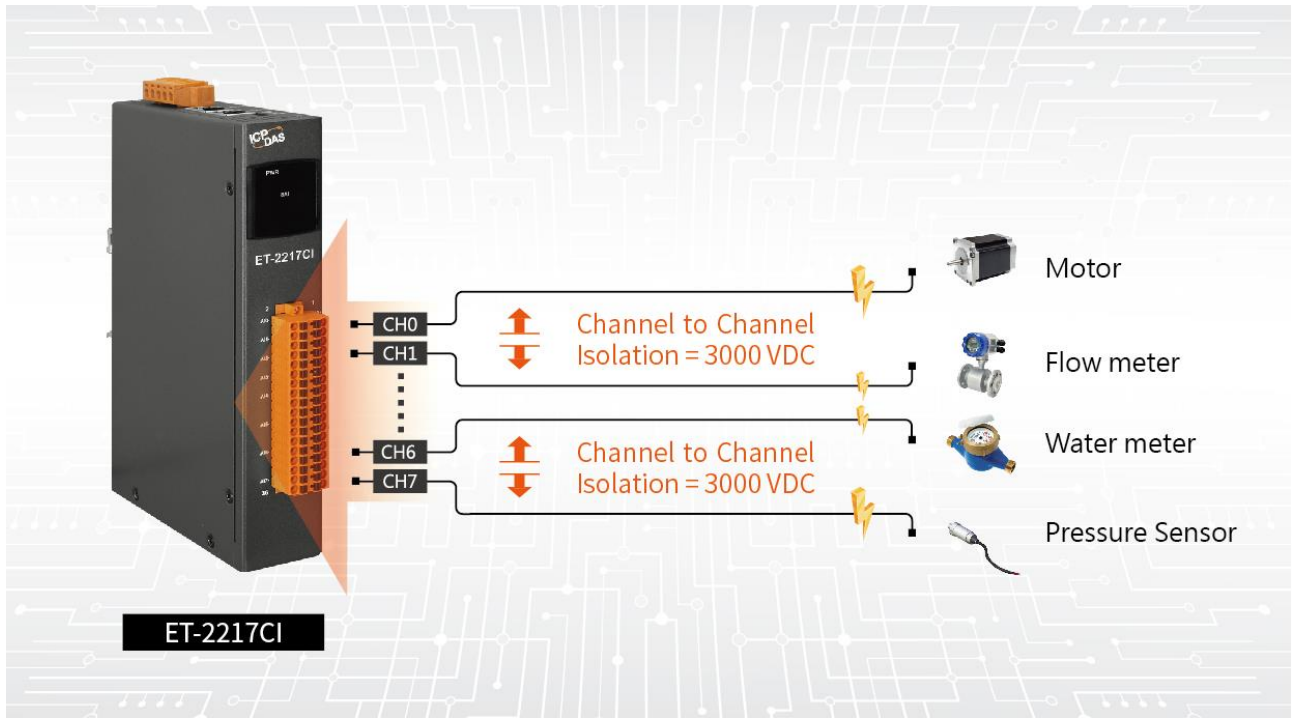 ICP
DAS
PWR
ET-2217CI
CH0
CH1
CH6
CH7
Channel to Channel
Isolation = 3000 VDC
Channel to Channel
Isolation = 3000 VDC
Motor
Flow meter
Water meter
Pressure Sensor
ET-2217CI